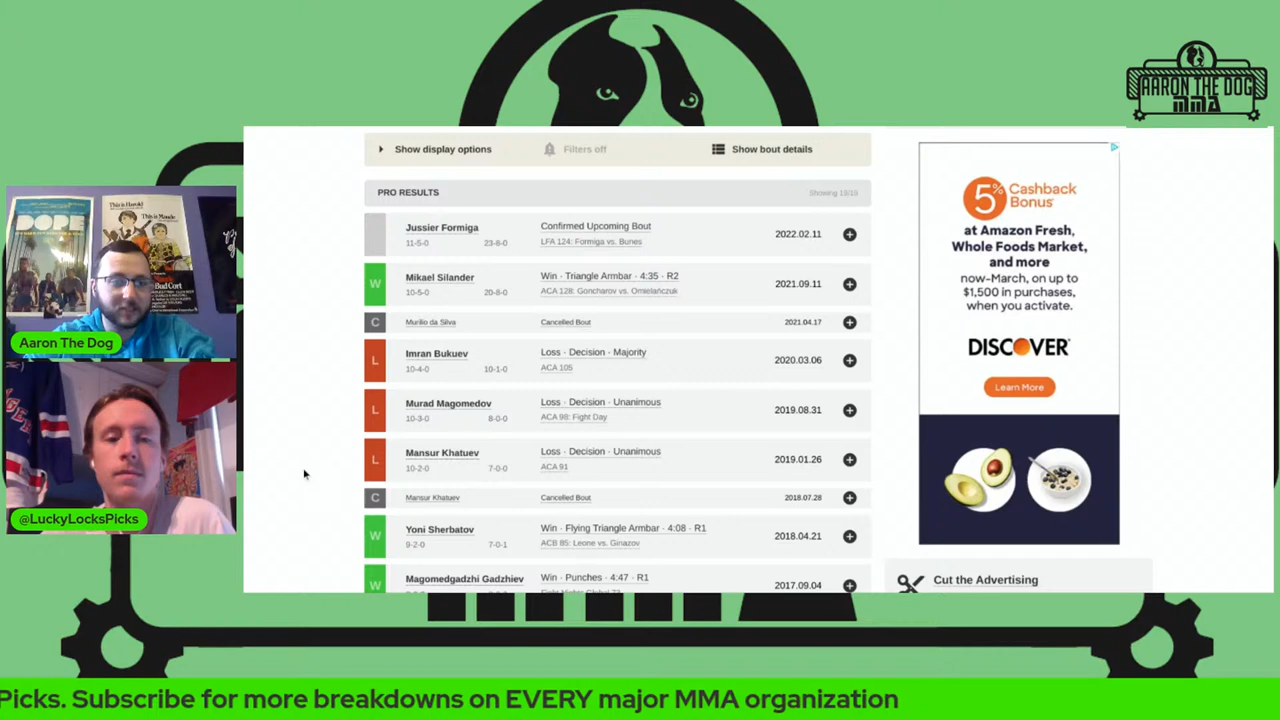 AARON THE DOG
MMA
Show display options
Filters off
Show bout details
PRO RESULTS
Showing 19/19
Jussier Formiga
Confirmed Upcoming Bout
11-5-0
23-8-0
LFA 124: Formiga vs. Bunes
2022.02.11
W
Mikael Silander
Win · Triangle Armbar · 4:35 · R2
10-5-0
20-8-0
ACA 128: Goncharov vs. Omielańczuk
2021.09.11
C
Murilo da Silva
Cancelled Bout
2021.04.17
L
Imran Bukuev
Loss · Decision · Majority
10-4-0
10-1-0
ACA 105
2020.03.06
L
Murad Magomedov
Loss · Decision · Unanimous
10-3-0
8-0-0
ACA 98: Fight Day
2019.08.31
L
Mansur Khatuev
Loss · Decision · Unanimous
10-2-0
7-0-0
ACA 91
2019.01.26
C
Mansur Khatuev
Cancelled Bout
2018.07.28
W
Yoni Sherbatov
Win · Flying Triangle Armbar · 4:08 · R1
9-2-0
7-0-1
ACB 85: Leone vs. Ginazov
2018.04.21
W
Magomedgadzhi Gadzhiev
Win · Punches · 4:47 · R1
2017.09.04
5% Cashback
Bonus
at Amazon Fresh,
Whole Foods Market,
and more
now-March, on up to
$1,500 in purchases,
when you activate.
DISCOVER
Learn More
Cut the Advertising
DOPE
This is Harold
This is Maude
Aaron The Dog
@LuckyLocksPicks
Picks. Subscribe for more breakdowns on EVERY major MMA organization